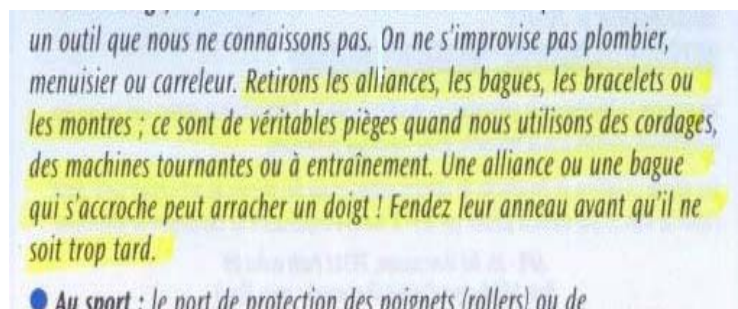 un outil que nous ne connaissons pas. On ne s'improvise pas plombier,
menuisier ou carreleur. Retirons les alliances, les bagues, les bracelets ou
les montres ; ce sont de véritables pièges quand nous utilisons des cordages,
des machines tournantes ou à entraînement. Une alliance ou une bague
qui s'accroche peut arracher un doigt ! Fendez leur anneau avant qu'il ne
soit trop tard.
● Au sport : le port de protection des poignets (rollers) ou de